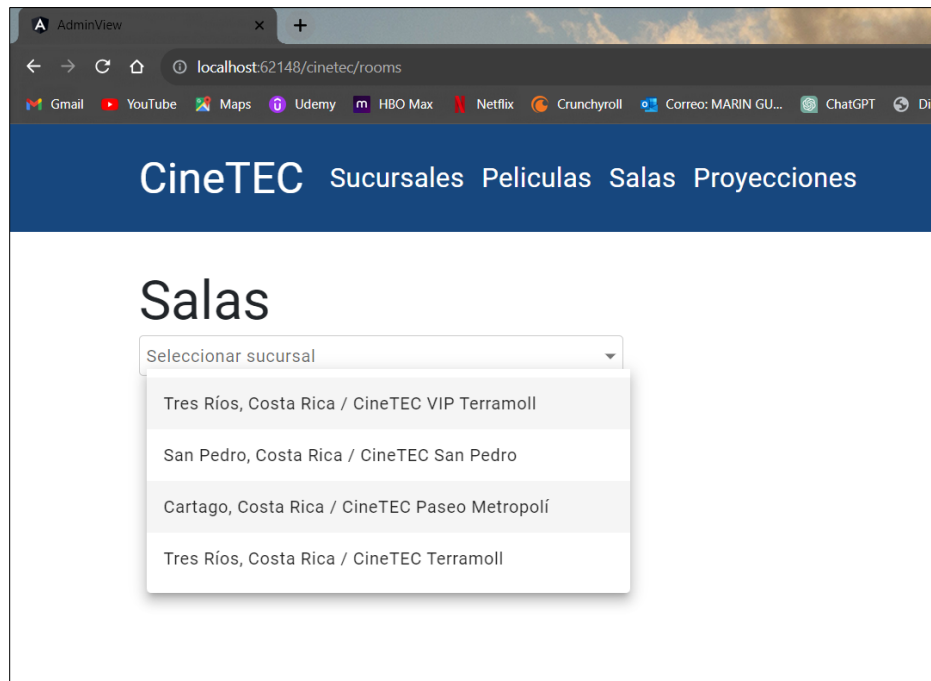 AdminView
localhost:62148/cinetec/rooms
Gmail YouTube Maps Udemy HBO Max Netflix Crunchyroll Correo: MARIN GU... ChatGPT Di
CineTEC Sucursales Peliculas Salas Proyecciones
Salas
Seleccionar sucursal
Tres Ríos, Costa Rica / CineTEC VIP Terramoll
San Pedro, Costa Rica / CineTEC San Pedro
Cartago, Costa Rica / CineTEC Paseo Metropolí
Tres Ríos, Costa Rica / CineTEC Terramoll